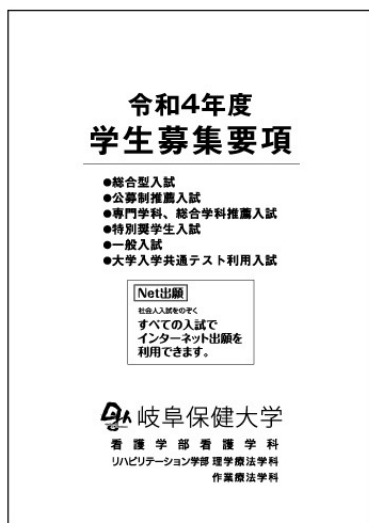 令和4年度
学生募集要項
●総合型入試
●公募制推薦入試
●専門学科、総合学科推薦入試
●特別奨学生入試
●一般入試
●大学入学共通テスト利用入試
Net出願
社会人入試をのぞく
すべての入試で
インターネット出願を
利用できます。
岐阜保健大学
看護学部看護学科
リハビリテーション学部 理学療法学科
作業療法学科